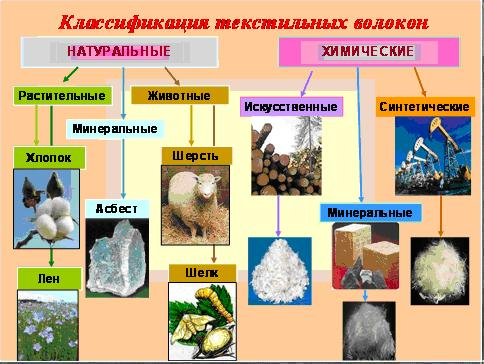 Классификация текстильных волокон
НАТУРАЛЬНЫЕ
ХИМИЧЕСКИЕ
Растительные
Животные
Искусственные
Синтетические
Минеральные
Хлопок
Шерсть
Асбест
Минеральные
Лен
Шелк